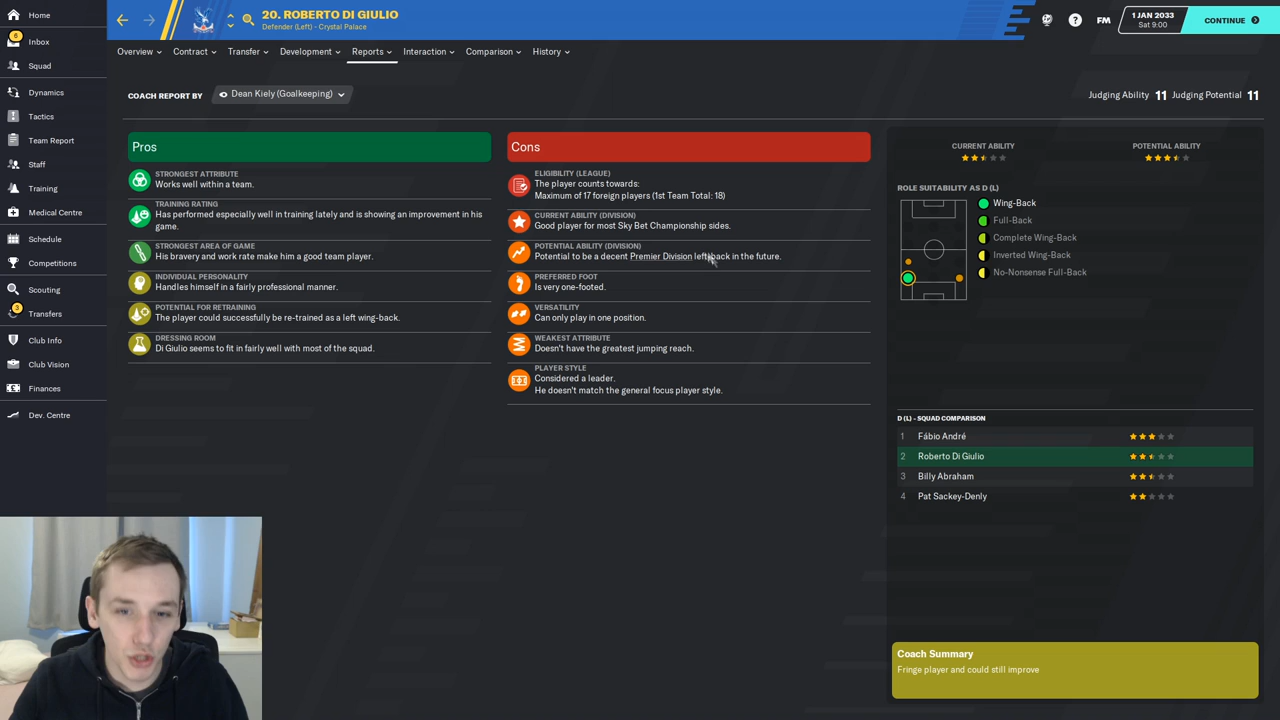 Home
6
Inbox
Squad
Dynamics
Tactics
Team Report
Staff
Training
Medical Centre
Schedule
Competitions
Scouting
3
Transfers
Club Info
Club Vision
Finances
Dev. Centre
20. ROBERTO DI GIULIO
Defender (Left) - Crystal Palace
?
FM
1 JAN 2033
Sat 9:00
CONTINUE
Overview
Contract
Transfer
Development
Reports
Interaction
Comparison
History
COACH REPORT BY
Dean Kiely (Goalkeeping)
Judging Ability 11 Judging Potential 11
Pros
STRONGEST ATTRIBUTE
Works well within a team.
TRAINING RATING
Has performed especially well in training lately and is showing an improvement in his
game.
STRONGEST AREA OF GAME
His bravery and work rate make him a good team player.
INDIVIDUAL PERSONALITY
Handles himself in a fairly professional manner.
POTENTIAL FOR RETRAINING
The player could successfully be re-trained as a left wing-back.
DRESSING ROOM
Di Giulio seems to fit in fairly well with most of the squad.
Cons
ELIGIBILITY (LEAGUE)
The player counts towards:
Maximum of 17 foreign players (1st Team Total: 18)
CURRENT ABILITY (DIVISION)
Good player for most Sky Bet Championship sides.
POTENTIAL ABILITY (DIVISION)
Potential to be a decent Premier Division left-back in the future.
PREFERRED FOOT
Is very one-footed.
VERSATILITY
Can only play in one position.
WEAKEST ATTRIBUTE
Doesn't have the greatest jumping reach.
PLAYER STYLE
Considered a leader.
He doesn't match the general focus player style.
CURRENT ABILITY
POTENTIAL ABILITY
ROLE SUITABILITY AS D (L)
Wing-Back
Full-Back
Complete Wing-Back
Inverted Wing-Back
No-Nonsense Full-Back
D (L) - SQUAD COMPARISON
1 Fábio André
2 Roberto Di Giulio
3 Billy Abraham
4 Pat Sackey-Denly
Coach Summary
Fringe player and could still improve